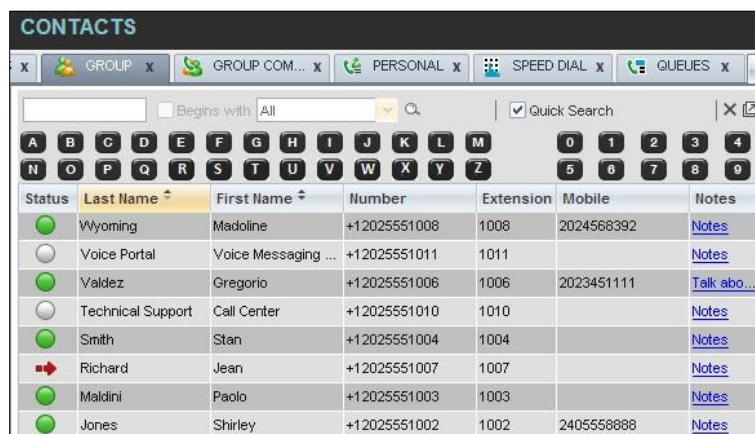 CONTACTS
x GROUP x GROUP COM... x PERSONAL x SPEED DIAL x QUEUES x
Begins with All Quick Search
A B C D E F G H I J K L M 0 1 2 3 4
N O P Q R S T U V W X Y Z 5 6 7 8 9
Status Last Name First Name Number Extension Mobile Notes
Wyoming Madoline +12025551008 1008 2024568392 Notes
Voice Portal Voice Messaging ... +12025551011 1011 Notes
Valdez Gregorio +12025551006 1006 2023451111 Talk abo...
Technical Support Call Center +12025551010 1010 Notes
Smith Stan +12025551004 1004 Notes
Richard Jean +12025551007 1007 Notes
Maldini Paolo +12025551003 1003 Notes
Jones Shirley +12025551002 1002 2405558888 Notes